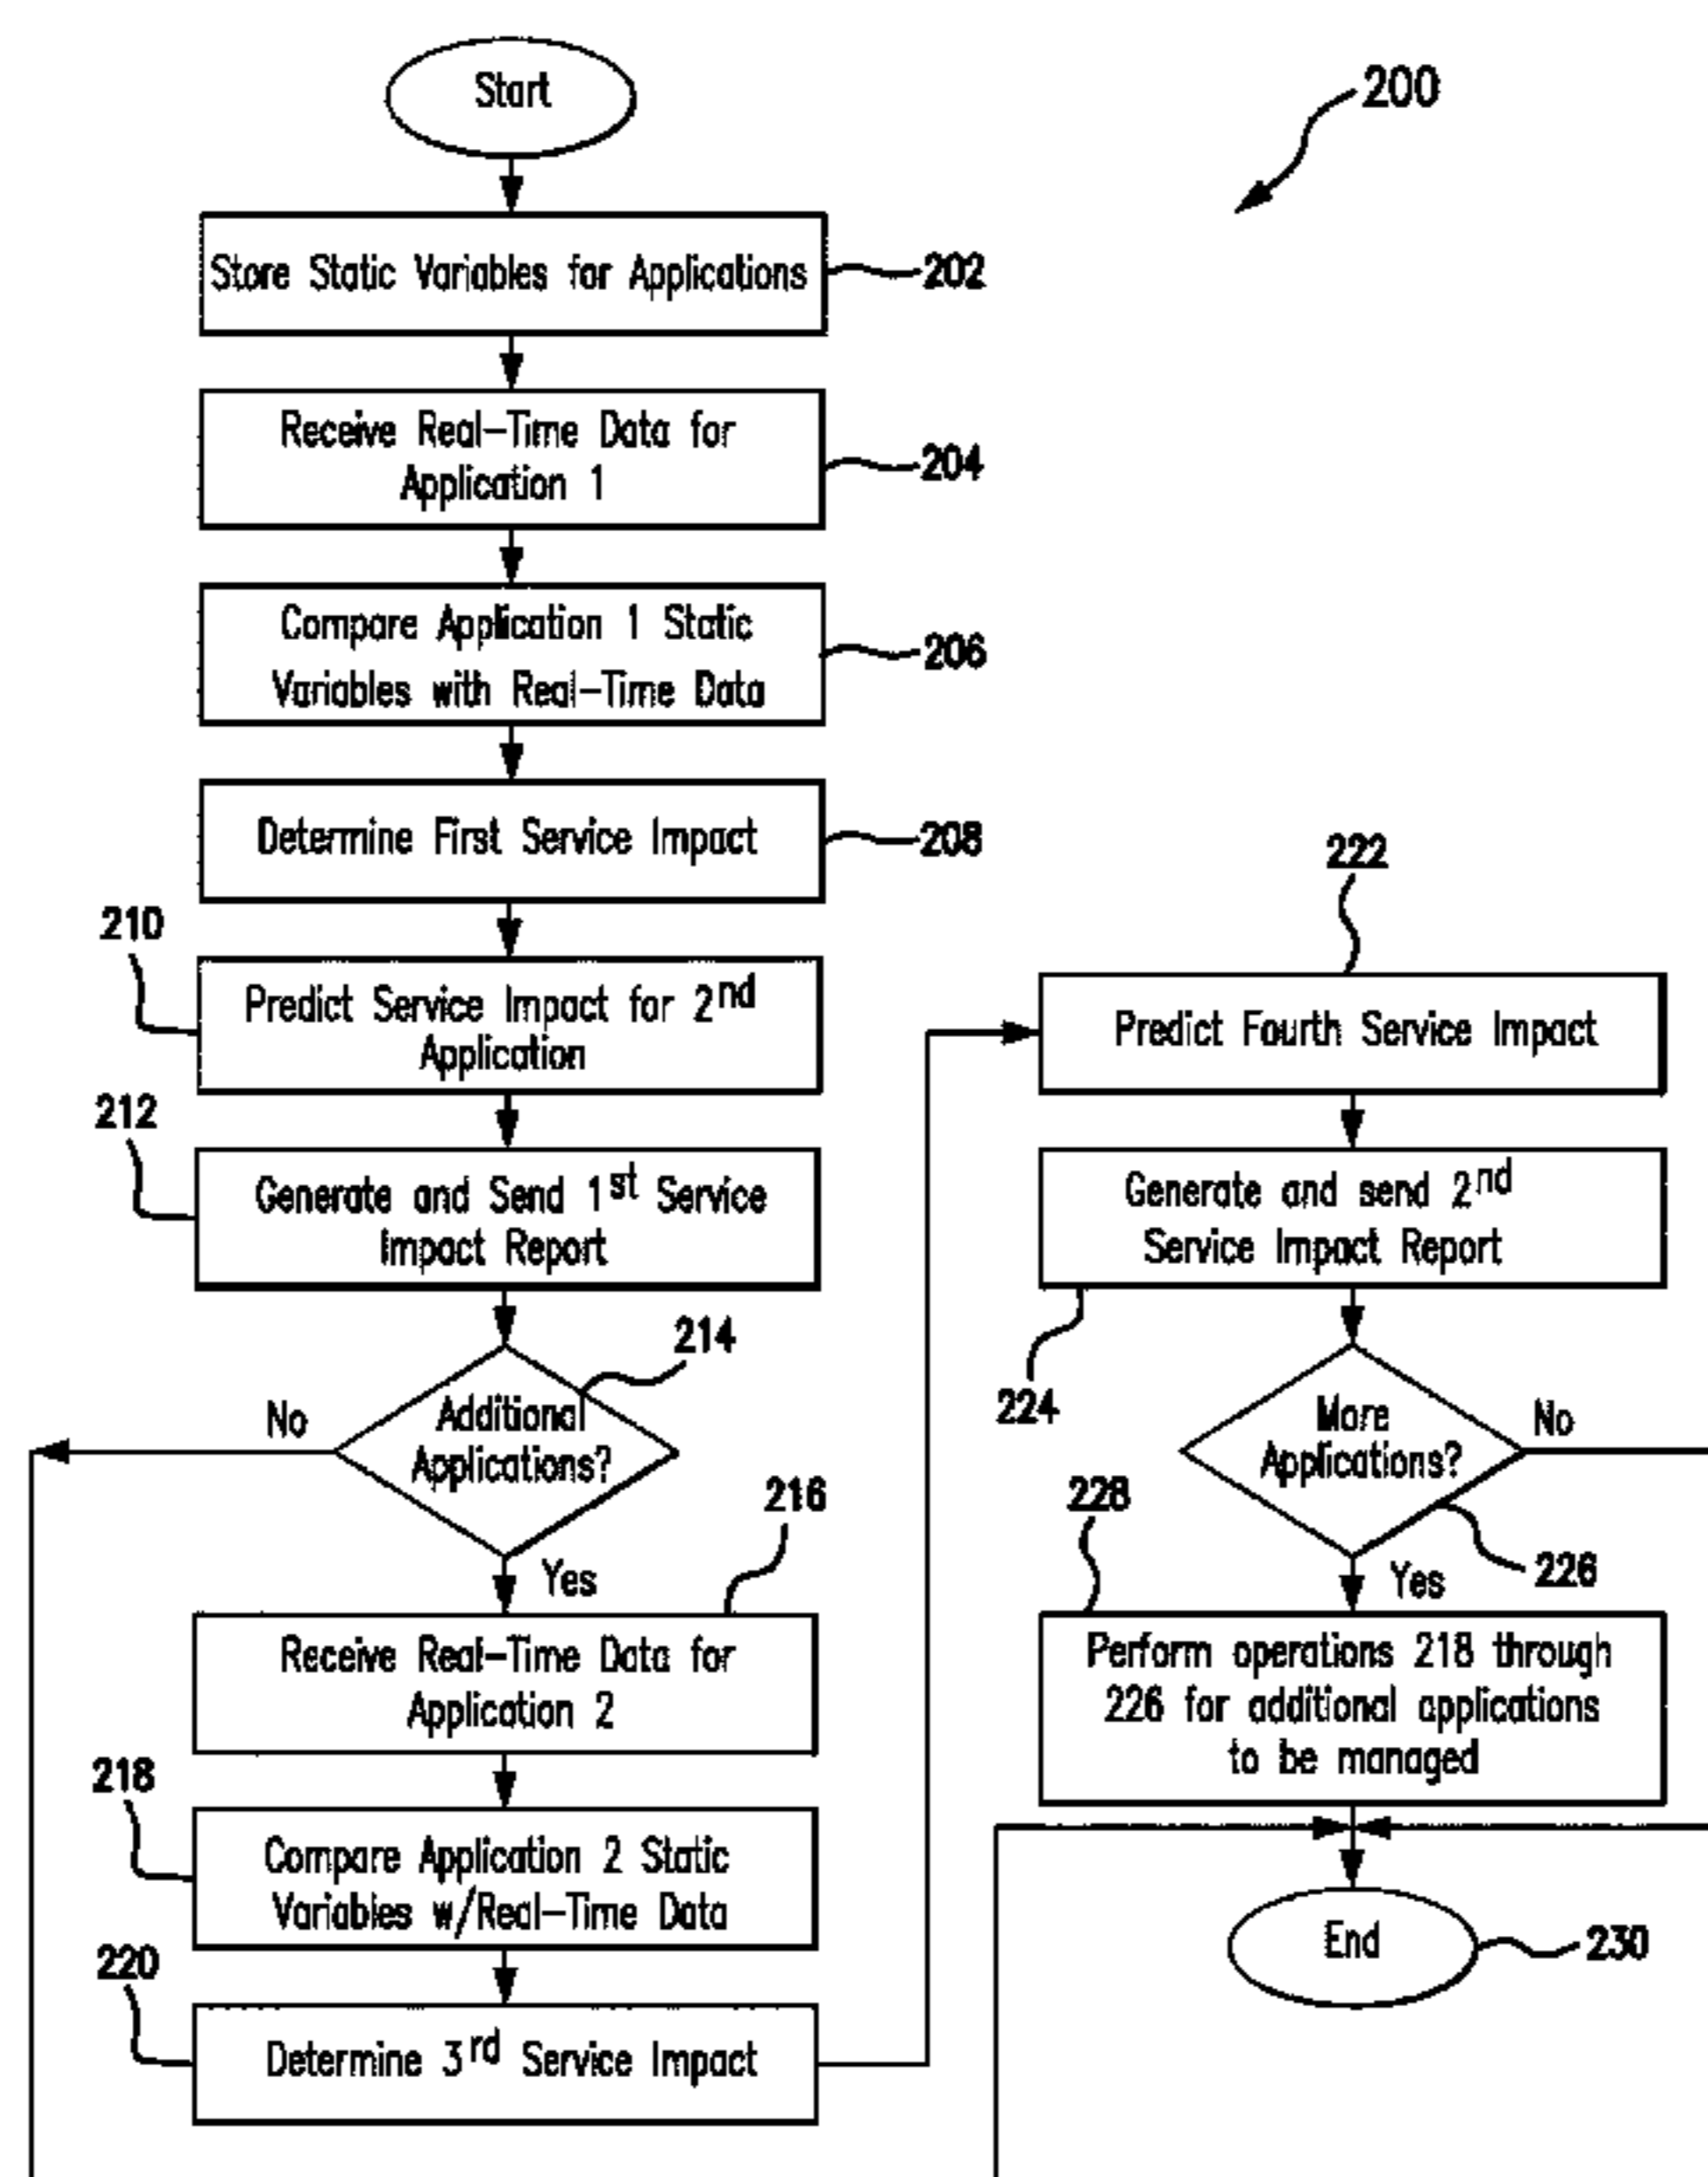 Start
200
Store Static Variables for Applications
202
Receive Real-Time Data for
Application 1
204
Compare Application 1 Static
Variables with Real-Time Data
206
Determine First Service Impact
208
210
Predict Service Impact for 2nd
Application
212
Generate and Send 1st Service
Impact Report
214
Additional
Applications?
No
Yes
216
Receive Real-Time Data for
Application 2
218
Compare Application 2 Static
Variables w/Real-Time Data
220
Determine 3rd Service Impact
222
Predict Fourth Service Impact
Generate and send 2nd
Service Impact Report
224
More
Applications?
No
226
Yes
228
Perform operations 218 through
226 for additional applications
to be managed
End
230